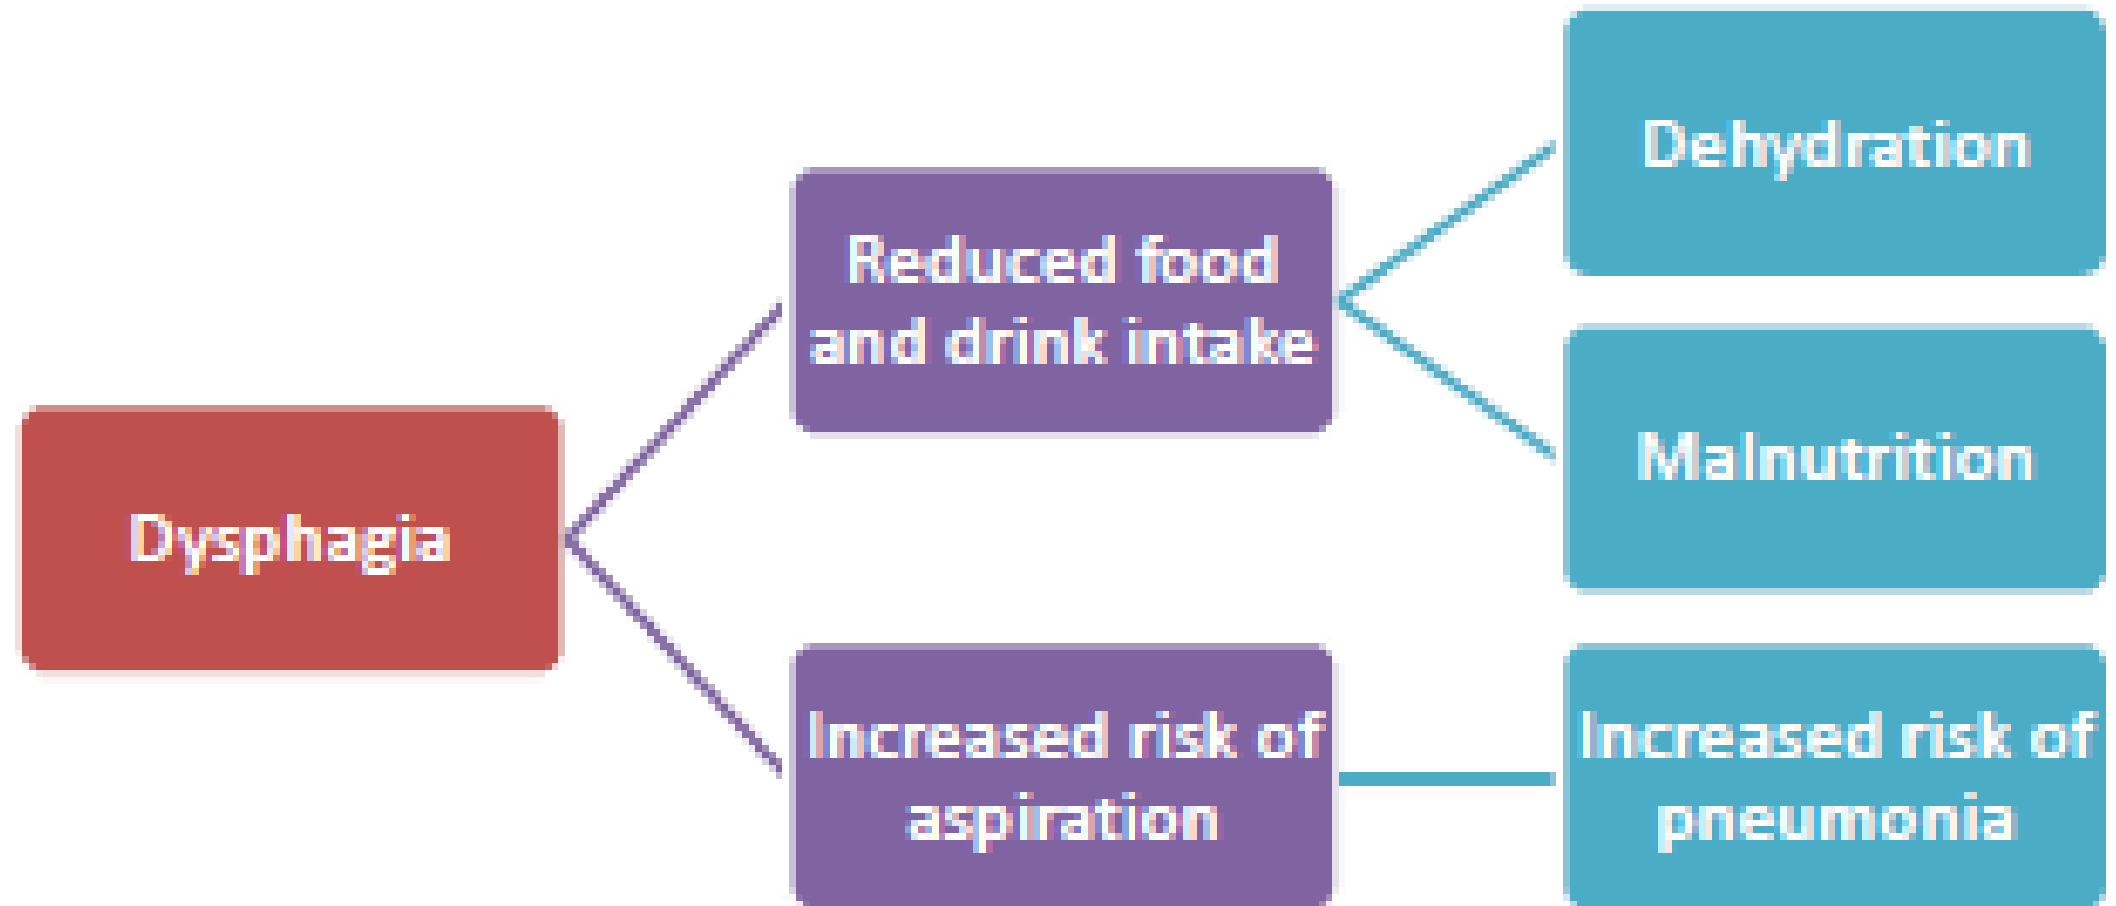 Dysphagia
Reduced food
and drink intake
Dehydration
Malnutrition
Increased risk of
aspiration
Increased risk of
pneumonia